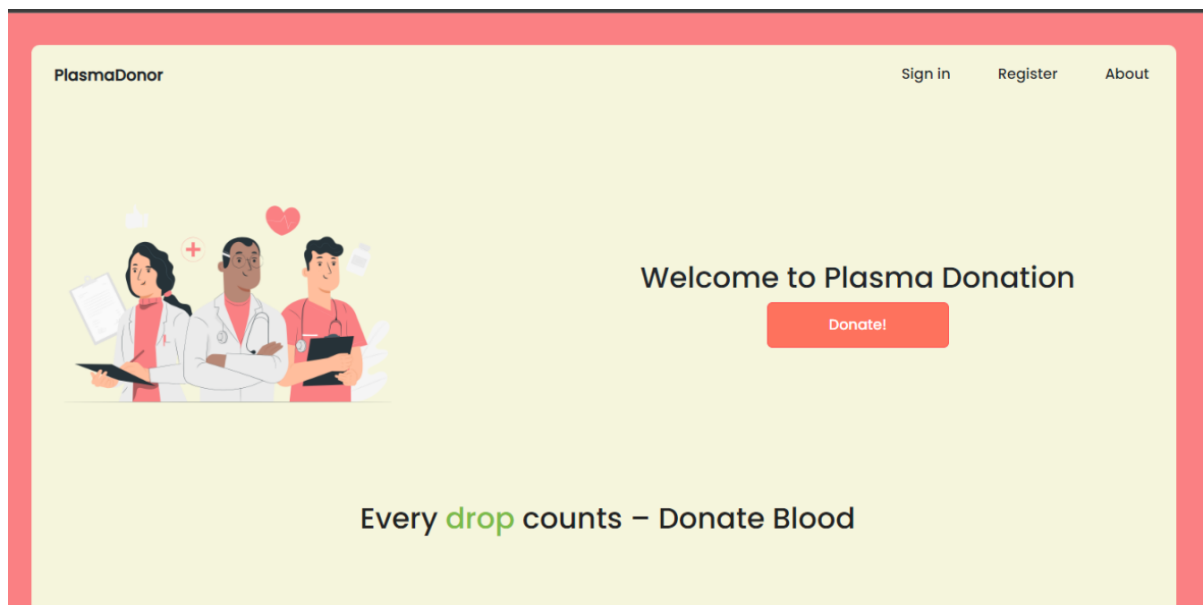 PlasmaDonor
Sign in Register About
Welcome to Plasma Donation
Donate!
Every drop counts – Donate Blood